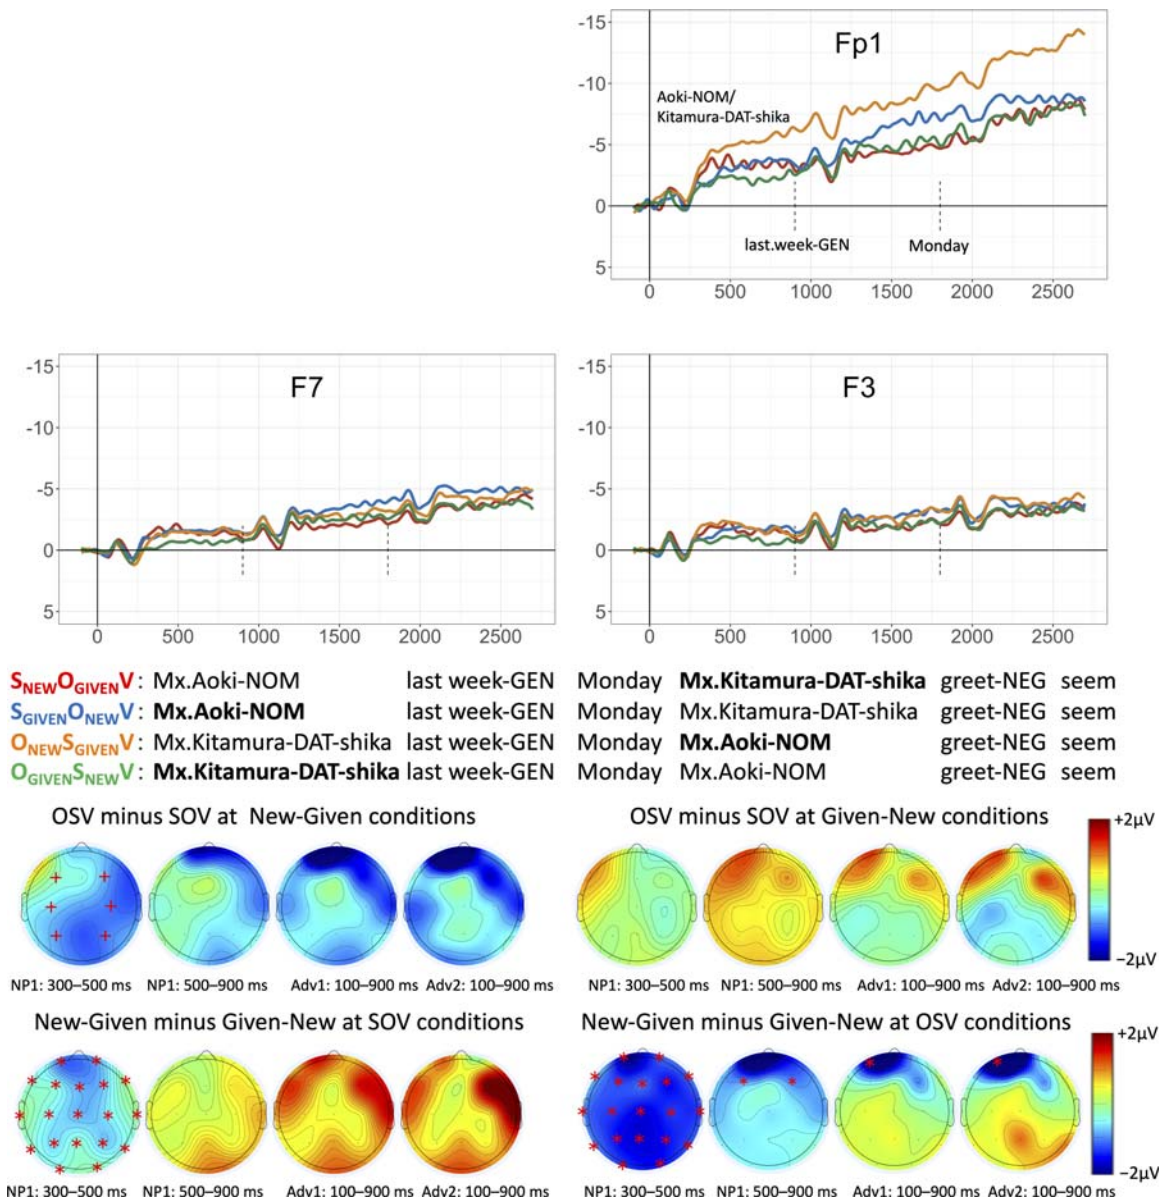 -15
-10
-5
0
5
Fp1
Aoki-NOM/
Kitamura-DAT-shika
last.week-GEN Monday
0 500 1000 1500 2000 2500
-15
-10
-5
0
5
F7
0 500 1000 1500 2000 2500
-15
-10
-5
0
5
F3
0 500 1000 1500 2000 2500
SNEWOGIVENV: Mx.Aoki-NOM last week-GEN Monday Mx.Kitamura-DAT-shika greet-NEG seem
SGIVENONEWV: Mx.Aoki-NOM last week-GEN Monday Mx.Kitamura-DAT-shika greet-NEG seem
ONEWSGIVENV: Mx.Kitamura-DAT-shika last week-GEN Monday Mx.Aoki-NOM greet-NEG seem
OGIVENSNEWV: Mx.Kitamura-DAT-shika last week-GEN Monday Mx.Aoki-NOM greet-NEG seem
OSV minus SOV at New-Given conditions
NP1: 300–500 ms NP1: 500–900 ms Adv1: 100–900 ms Adv2: 100–900 ms
OSV minus SOV at Given-New conditions
NP1: 300–500 ms NP1: 500–900 ms Adv1: 100–900 ms Adv2: 100–900 ms
+2µV
−2µV
New-Given minus Given-New at SOV conditions
NP1: 300–500 ms NP1: 500–900 ms Adv1: 100–900 ms Adv2: 100–900 ms
New-Given minus Given-New at OSV conditions
NP1: 300–500 ms NP1: 500–900 ms Adv1: 100–900 ms Adv2: 100–900 ms
+2µV
−2µV